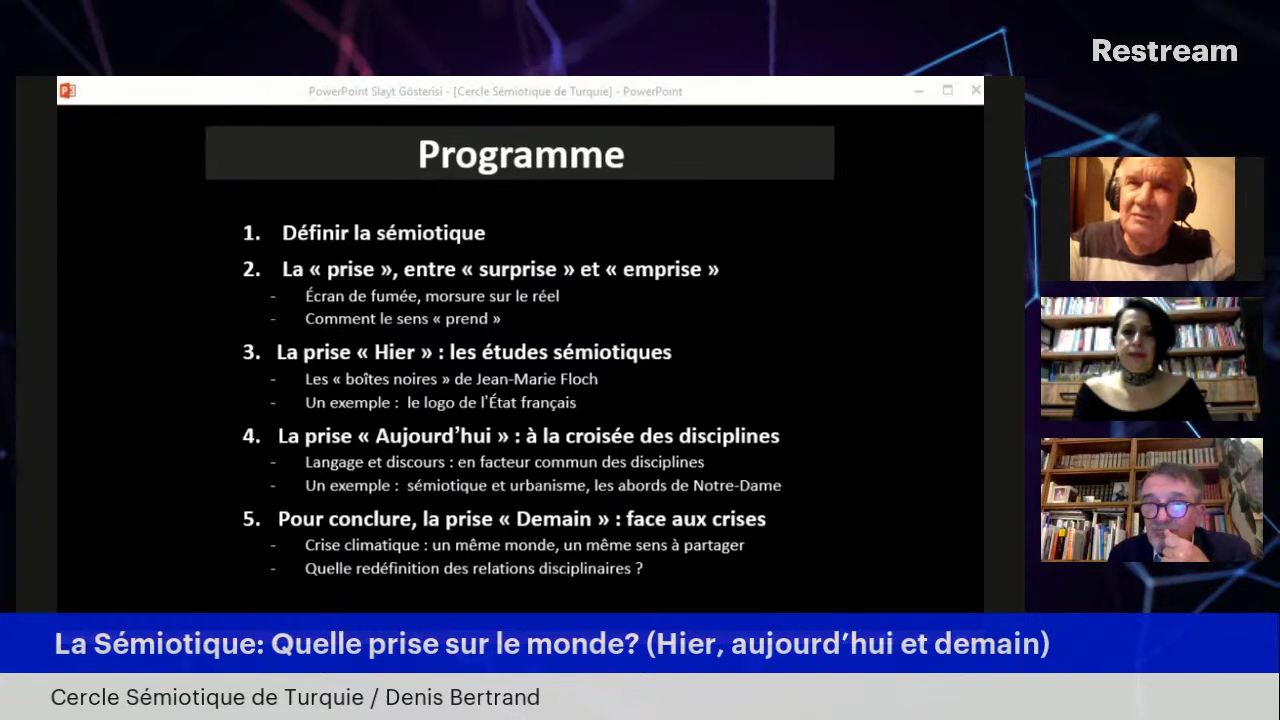 Restream
PowerPoint Slayt Gösterisi - [Cercle Sémiotique de Turquie] - PowerPoint
Programme
1. Définir la sémiotique
2. La « prise », entre « surprise » et « emprise »
- Écran de fumée, morsure sur le réel
- Comment le sens « prend »
3. La prise « Hier » : les études sémiotiques
- Les « boîtes noires » de Jean-Marie Floch
- Un exemple : le logo de l'État français
4. La prise « Aujourd’hui » : à la croisée des disciplines
- Langage et discours : en facteur commun des disciplines
- Un exemple : sémiotique et urbanisme, les abords de Notre-Dame
5. Pour conclure, la prise « Demain » : face aux crises
- Crise climatique : un même monde, un même sens à partager
- Quelle redéfinition des relations disciplinaires ?
La Sémiotique: Quelle prise sur le monde? (Hier, aujourd’hui et demain)
Cercle Sémiotique de Turquie / Denis Bertrand